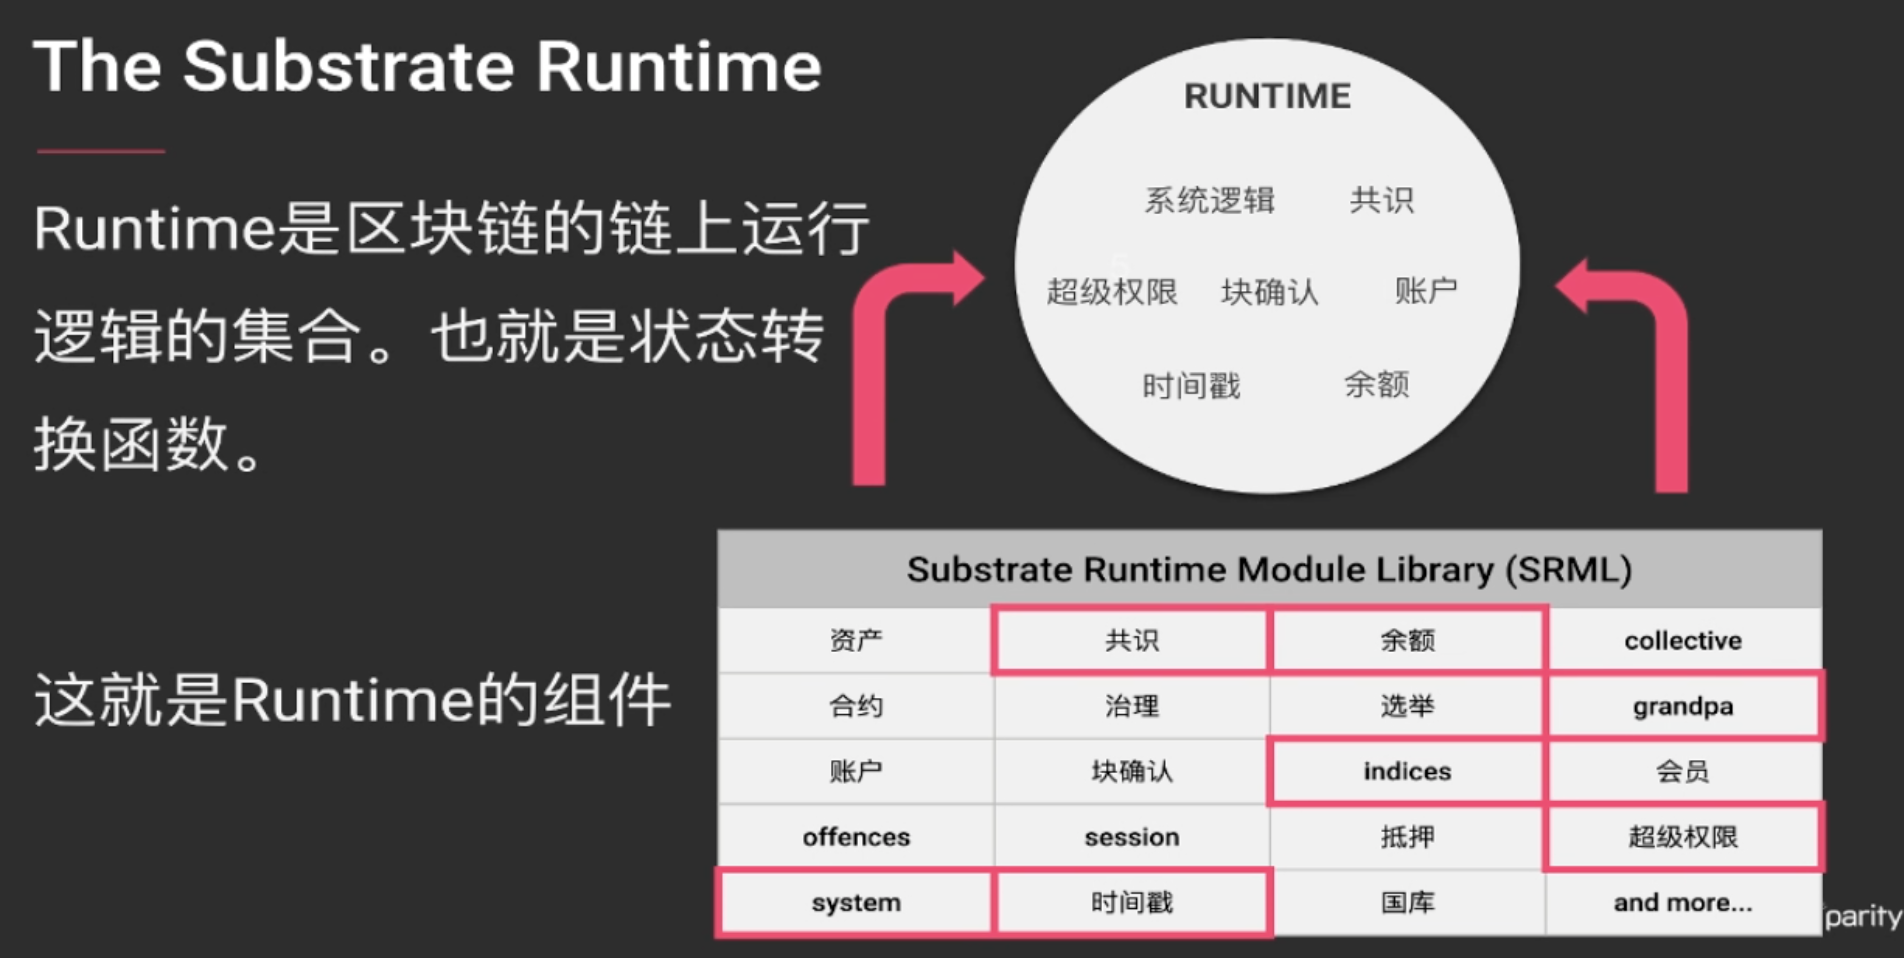 The Substrate Runtime
Runtime是区块链的链上运行
逻辑的集合。也就是状态转
换函数。
这就是Runtime的组件
RUNTIME
系统逻辑 共识
超级权限 块确认 账户
时间戳 余额
Substrate Runtime Module Library (SRML)
资产 共识 余额 collective
合约 治理 选举 grandpa
账户 块确认 indices 会员
offences session 抵押 超级权限
system 时间戳 国库 and more...
parity